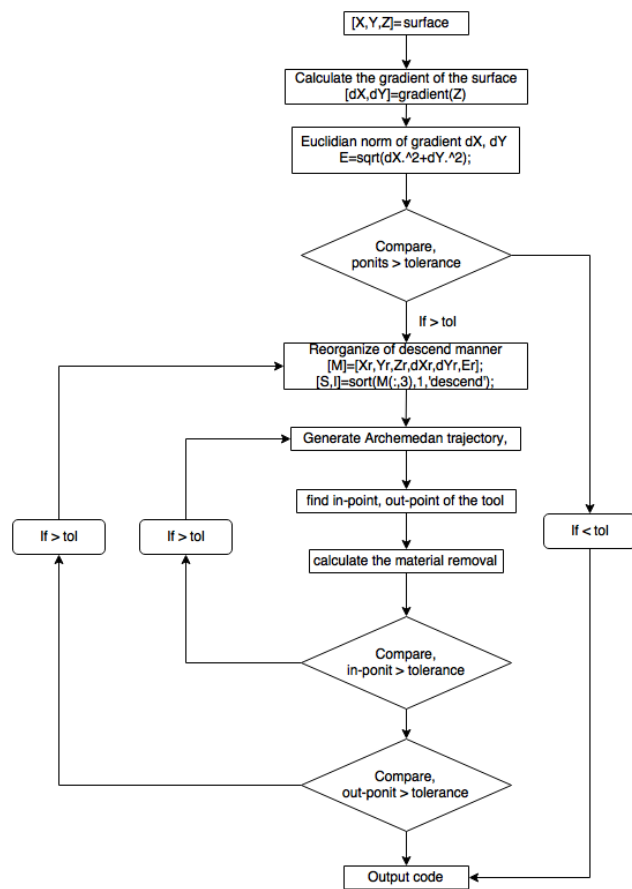 [X,Y,Z]=surface
Calculate the gradient of the surface
[dX,dY]=gradient(Z)
Euclidian norm of gradient dX, dY
E=sqrt(dX.^2+dY.^2);
Compare,
ponits > tolerance
If > tol
Reorganize of descend manner
[M]=[Xr,Yr,Zr,dXr,dYr,Er];
[S,I]=sort(M(:,3),1,'descend');
Generate Archemedan trajectory,
find in-point, out-point of the tool
If > tol
If > tol
If < tol
calculate the material removal
Compare,
in-ponit > tolerance
Compare,
out-ponit > tolerance
Output code